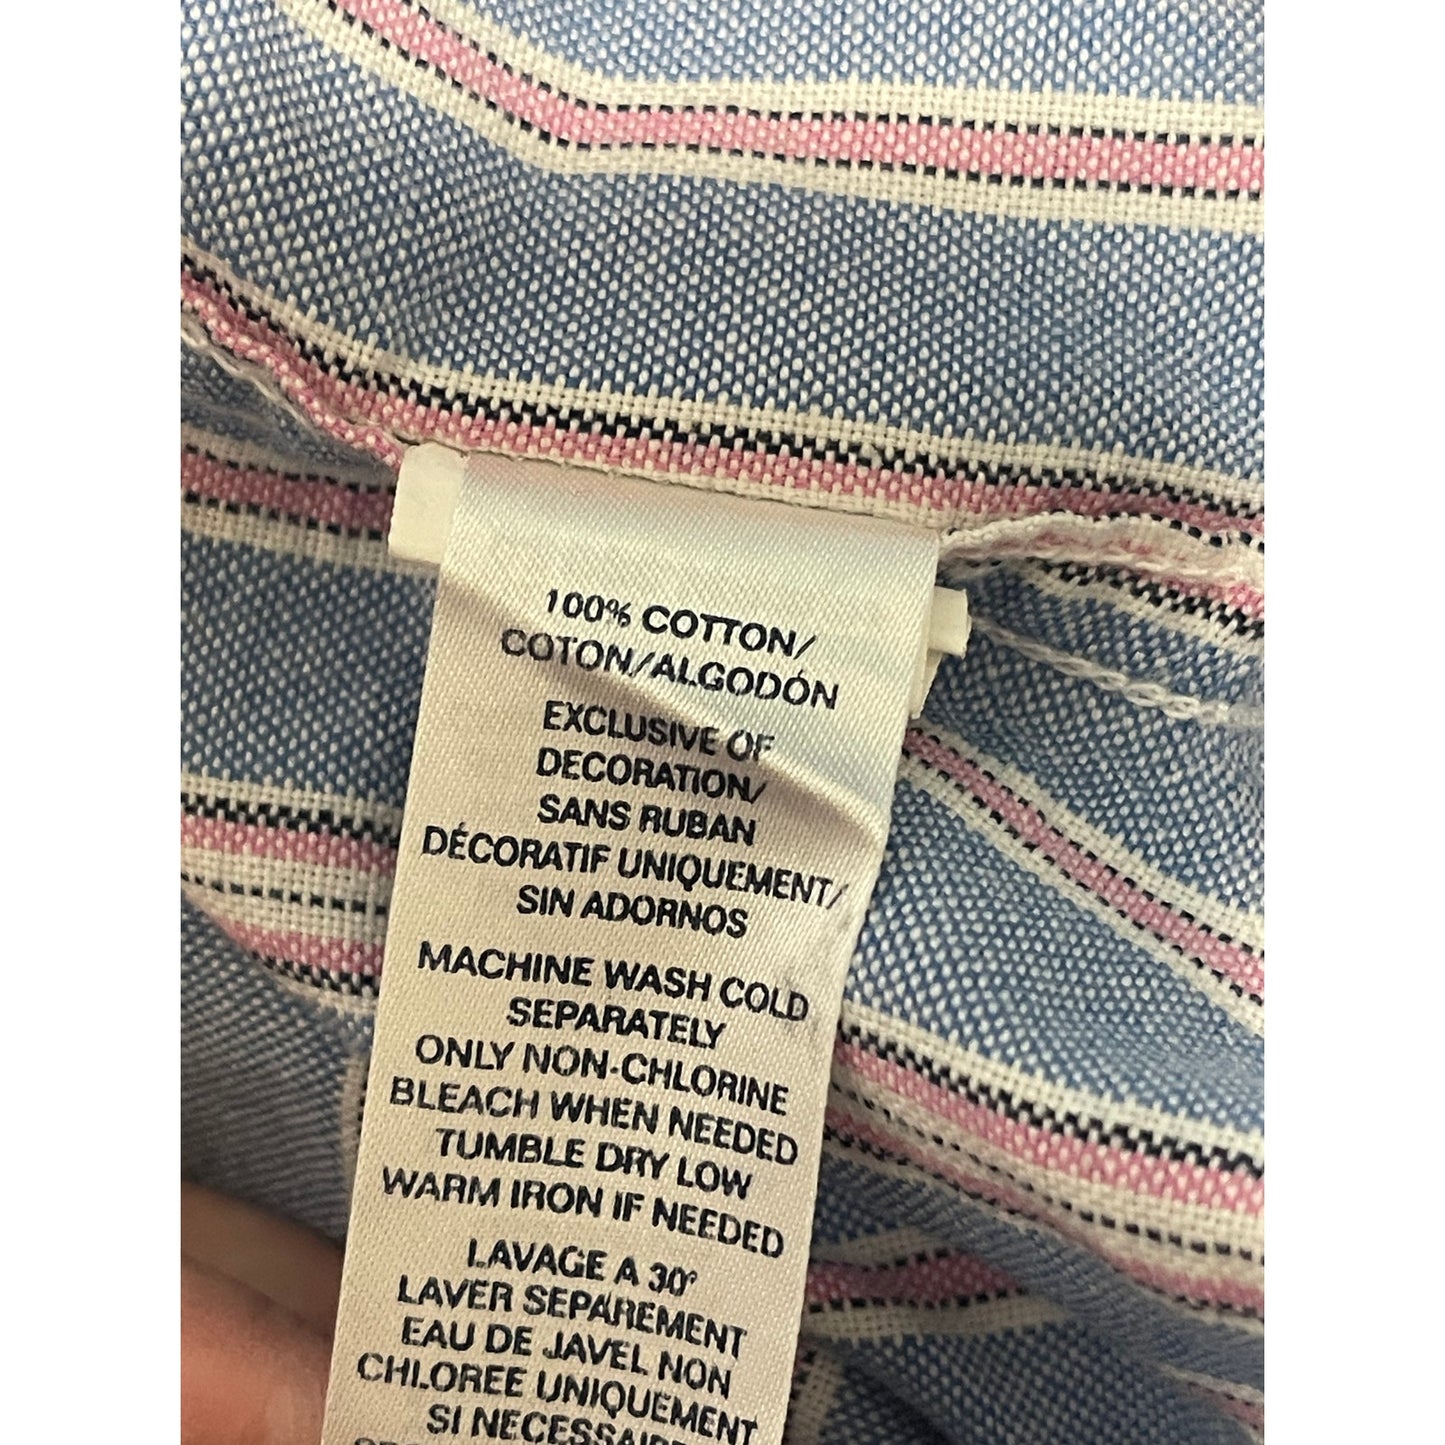 100% COTTON/
COTON/ALGODÓN
EXCLUSIVE OF
DECORATION/
SANS RUBAN
DÉCORATIF UNIQUEMENT/
SIN ADORNOS
MACHINE WASH COLD
SEPARATELY
ONLY NON-CHLORINE
BLEACH WHEN NEEDED
TUMBLE DRY LOW
WARM IRON IF NEEDED
LAVAGE A 30°
LAVER SEPAREMENT
EAU DE JAVEL NON
CHLOREE UNIQUEMENT
SI